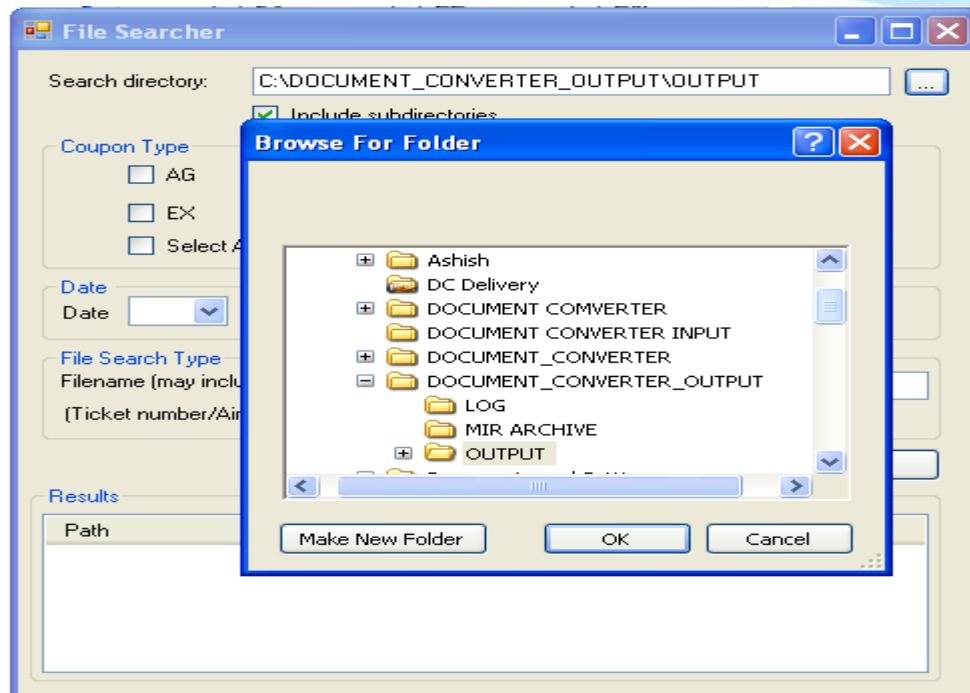 File Searcher
Search directory:
C:\DOCUMENT_CONVERTER_OUTPUT\OUTPUT
...
Include subdirectories
Coupon Type
AG
EX
Select A
Date
Date
File Search Type
Filename (may inclu
(Ticket number/Air
Results
Path
Browse For Folder
Ashish
DC Delivery
DOCUMENT COMVERTER
DOCUMENT CONVERTER INPUT
DOCUMENT_CONVERTER
DOCUMENT_CONVERTER_OUTPUT
LOG
MIR ARCHIVE
OUTPUT
Make New Folder
OK
Cancel